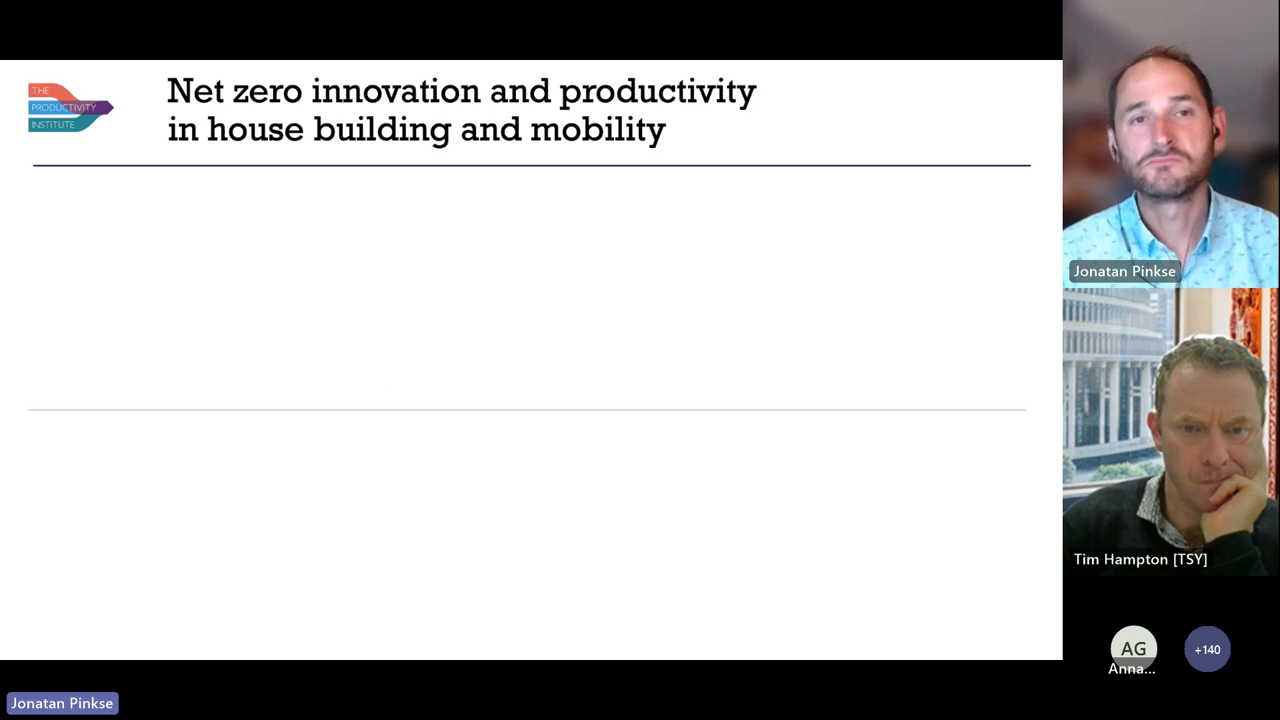 THE
PRODUCTIVITY
INSTITUTE
Net zero innovation and productivity
in house building and mobility
Jonatan Pinkse
Tim Hampton [TSY]
AG
Anna...
+140
Jonatan Pinkse